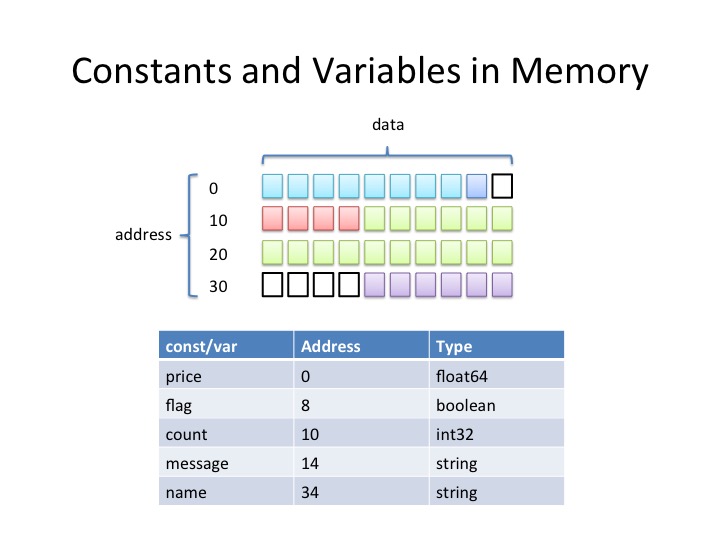 Constants and Variables in Memory
data
address
0
10
20
30
const/var Address Type
price 0 float64
flag 8 boolean
count 10 int32
message 14 string
name 34 string